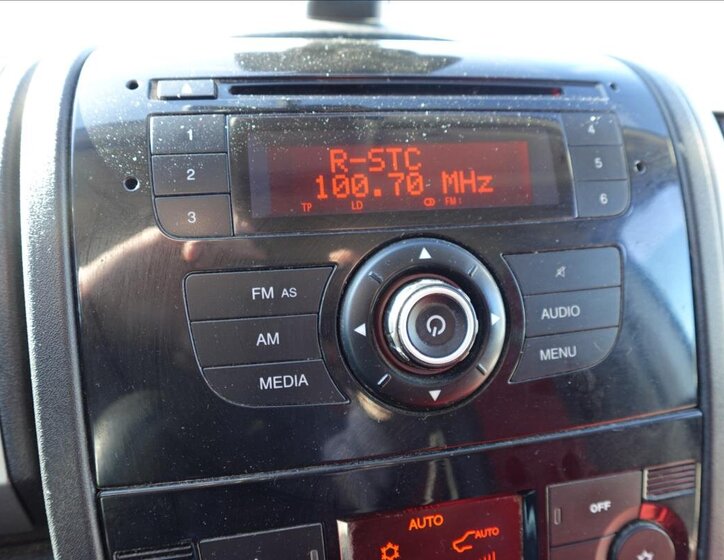 1
2
3
R-STC
100.70 MHz
TP LD FM1
4
5
6
FM AS
AM
MEDIA
AUDIO
MENU
AUTO
AUTO
OFF